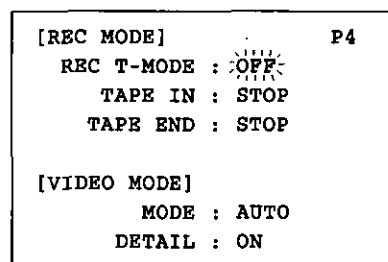 [REC MODE] P4
REC T-MODE : OFF
TAPE IN : STOP
TAPE END : STOP
[VIDEO MODE]
MODE : AUTO
DETAIL : ON